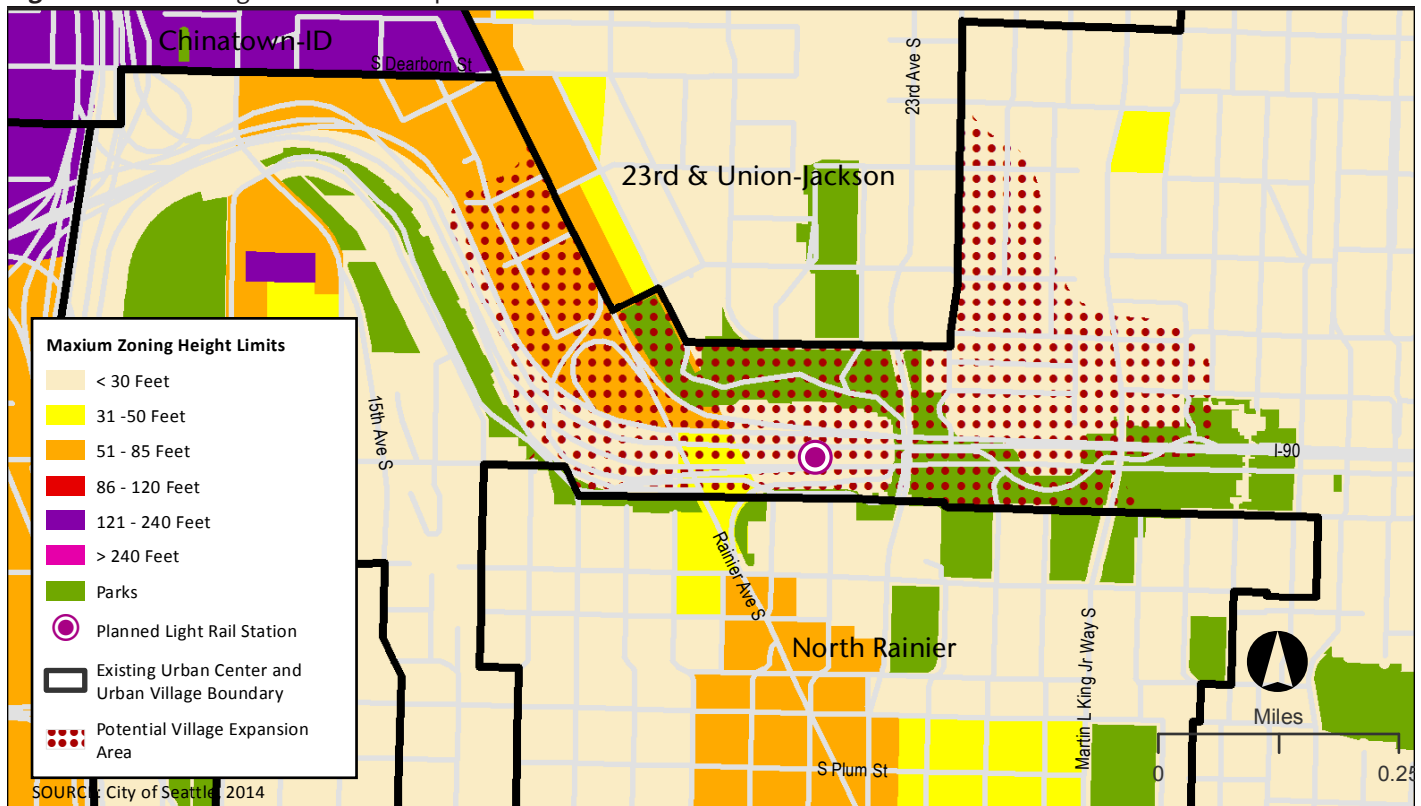 Chinatown-ID
S Dearborn St
23rd Ave S
23rd & Union-Jackson
Maxium Zoning Height Limits
< 30 Feet
31 -50 Feet
51 - 85 Feet
86 - 120 Feet
121 - 240 Feet
> 240 Feet
Parks
Planned Light Rail Station
Existing Urban Center and
Urban Village Boundary
Potential Village Expansion
Area
15th Ave S
I-90
Rainier Ave S
North Rainier
Martin L King Jr Way S
Miles
0
0.25
S Plum St
SOURCE: City of Seattle, 2014